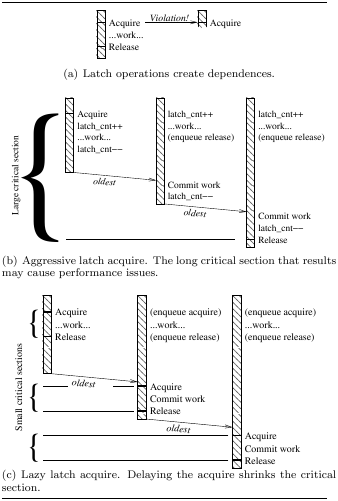 Violation!
Acquire Acquire
...work...
Release
(a) Latch operations create dependences.
Large critical section
Acquire latch_cnt++ latch_cnt++
latch_cnt++ ...work... ...work...
...work... (enqueue release) (enqueue release)
latch_cnt−−
oldest
Commit work
latch_cnt−−
oldest
Commit work
latch_cnt−−
Release
(b) Aggressive latch acquire. The long critical section that results
may cause performance issues.
Small critical sections
Acquire (enqueue acquire) (enqueue acquire)
...work... ...work... ...work...
Release (enqueue release) (enqueue release)
oldest
Acquire
Commit work
Release
oldest
Acquire
Commit work
Release
(c) Lazy latch acquire. Delaying the acquire shrinks the critical
section.